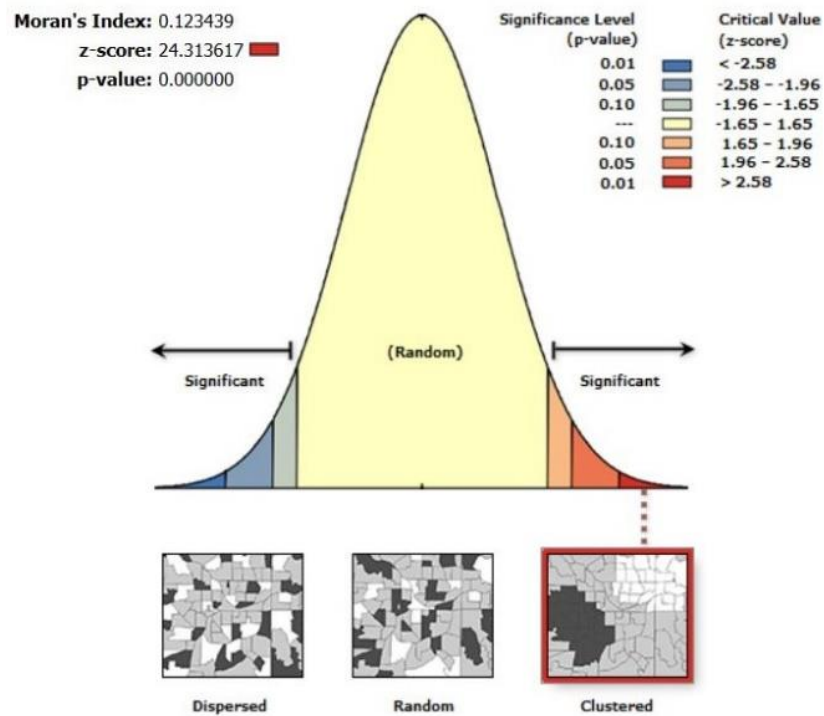 Moran's Index: 0.123439
z-score: 24.313617
p-value: 0.000000
Significance Level
(p-value)
Critical Value
(z-score)
0.01 < -2.58
0.05 -2.58 – -1.96
0.10 -1.96 – -1.65
--- -1.65 – 1.65
0.10 1.65 – 1.96
0.05 1.96 – 2.58
0.01 > 2.58
(Random)
Significant
Significant
Dispersed
Random
Clustered